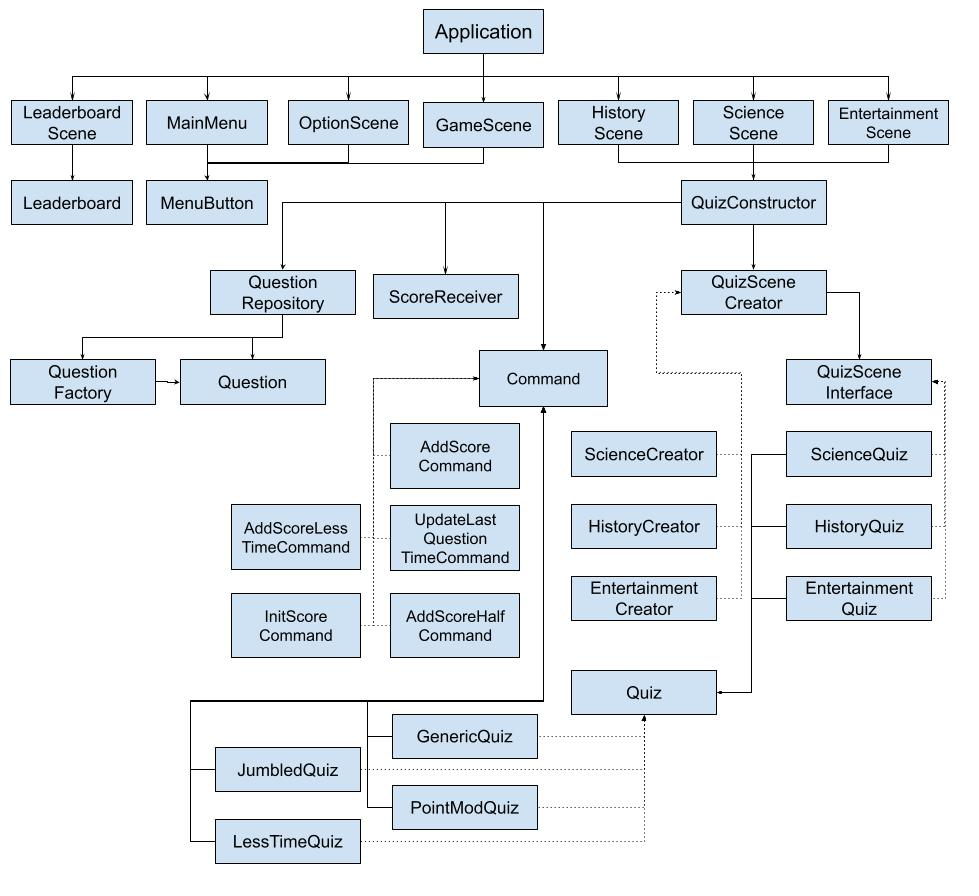 Application
Leaderboard
Scene
MainMenu
OptionScene
GameScene
History
Scene
Science
Scene
Entertainment
Scene
Leaderboard
MenuButton
QuizConstructor
Question
Repository
ScoreReceiver
QuizScene
Creator
Question
Factory
Question
Command
QuizScene
Interface
AddScore
Command
ScienceCreator
ScienceQuiz
AddScoreLess
TimeCommand
UpdateLast
Question
TimeCommand
HistoryCreator
HistoryQuiz
InitScore
Command
AddScoreHalf
Command
Entertainment
Creator
Entertainment
Quiz
Quiz
GenericQuiz
JumbledQuiz
PointModQuiz
LessTimeQuiz